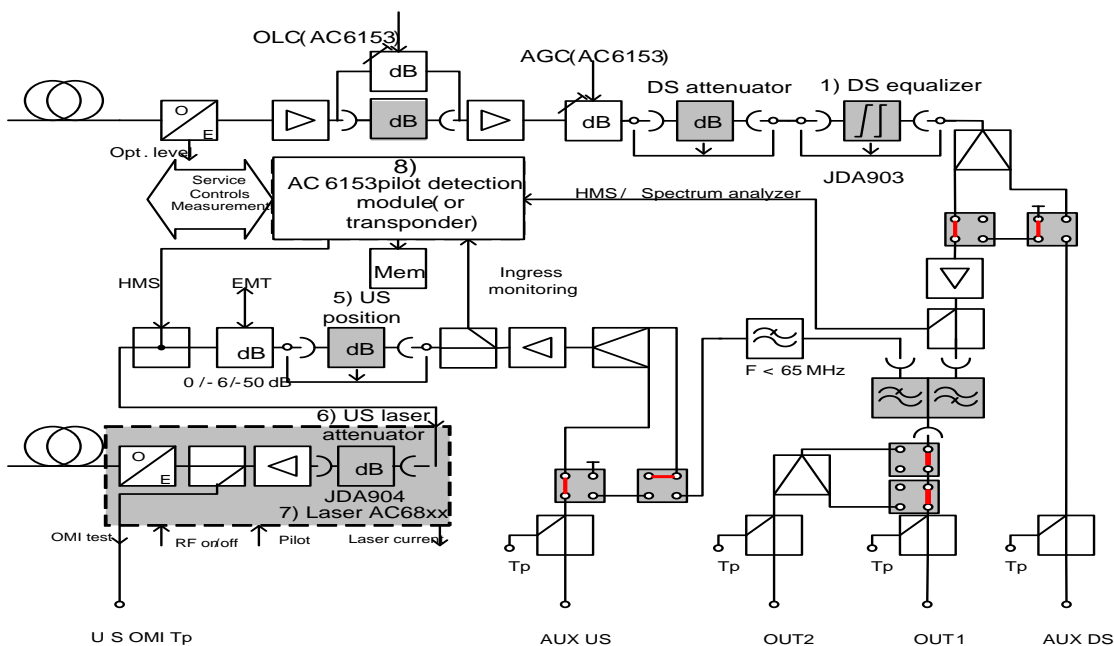 OLC(AC6153)
AGC(AC6153)
DS attenuator
1) DS equalizer
dB
dB
dB
dB
O
E
Opt. level
JDA903
8)
AC 6153pilot detection
module( or
transponder)
Service
Controls
Measurement
HMS / Spectrum analyzer
Mem
Ingress
monitoring
HMS
EMT
5) US
position
dB
dB
0 /- 6/-50 dB
F < 65 MHz
6) US laser
attenuator
O
E
dB
JDA904
7) Laser AC68xx
OMI test
RF on/off
Pilot
Laser current
Tp
Tp
Tp
Tp
U S OMI Tp
AUX US
OUT2
OUT1
AUX DS